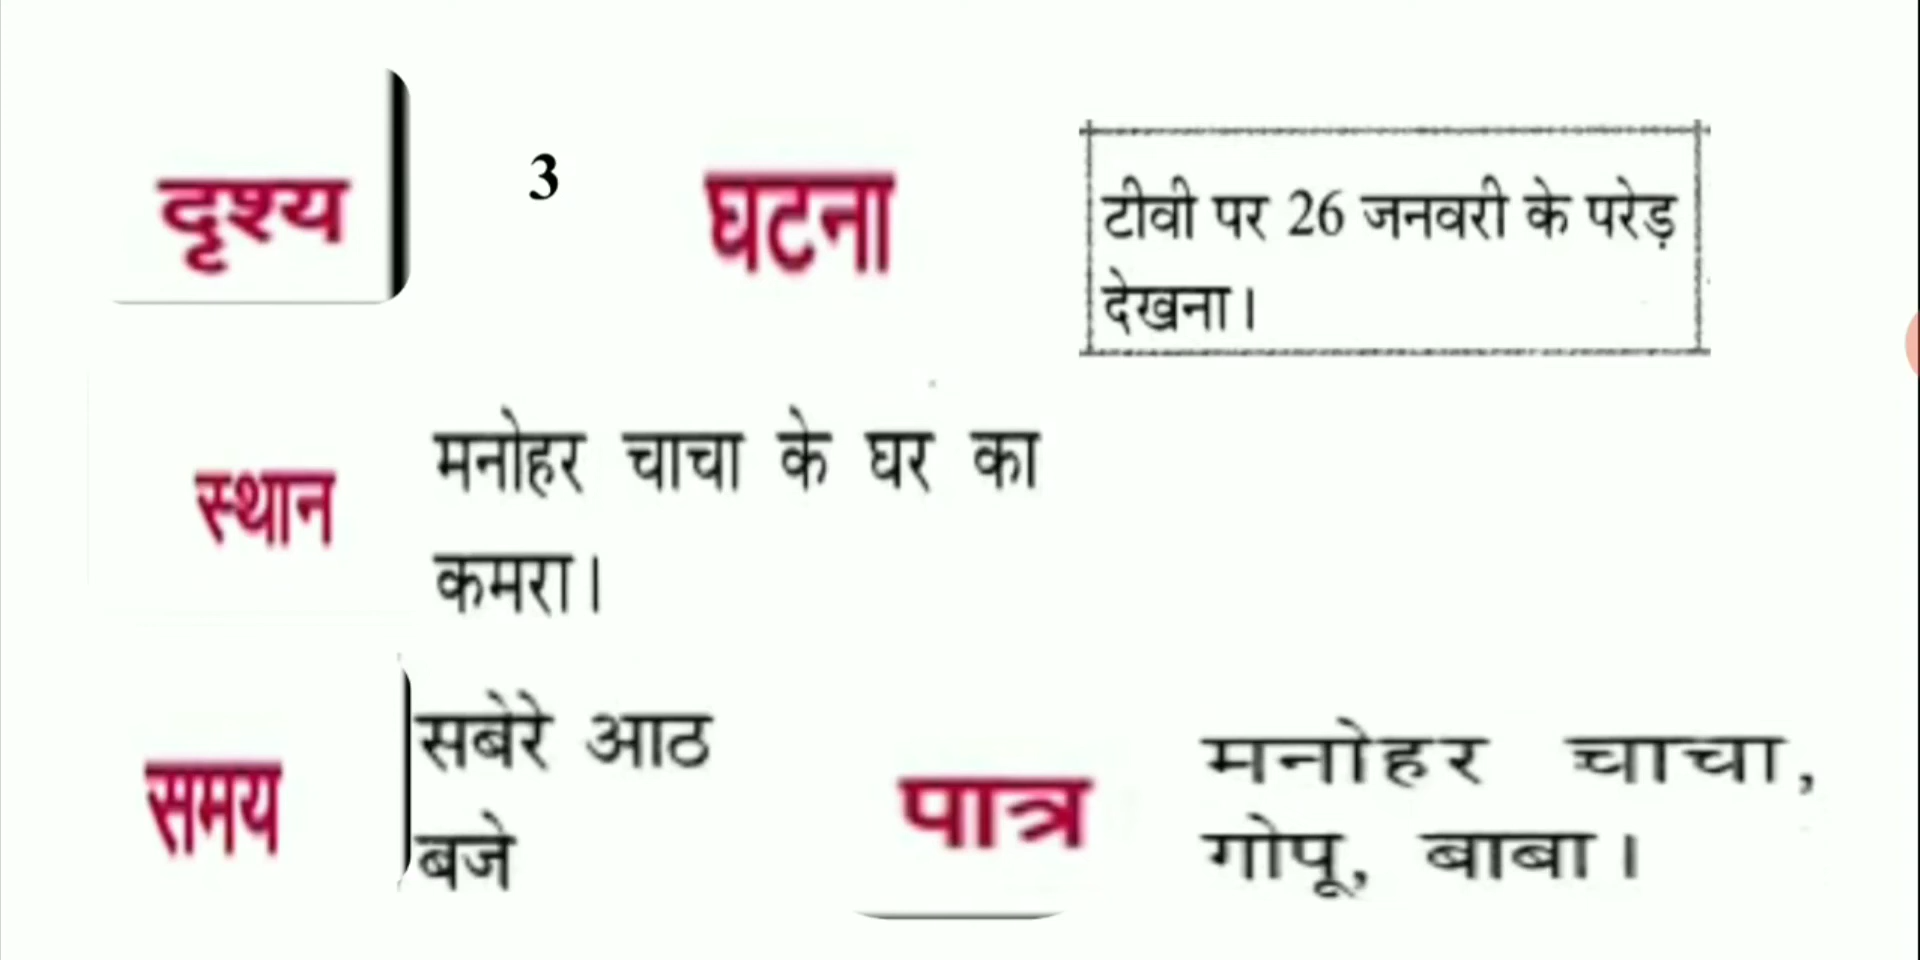 दृश्य 3 घटना टीवी पर 26 जनवरी के परेड़
देखना।
स्थान मनोहर चाचा के घर का
कमरा।
समय सबेरे आठ
बजे
पात्र मनोहर चाचा,
गोपू, बाबा।